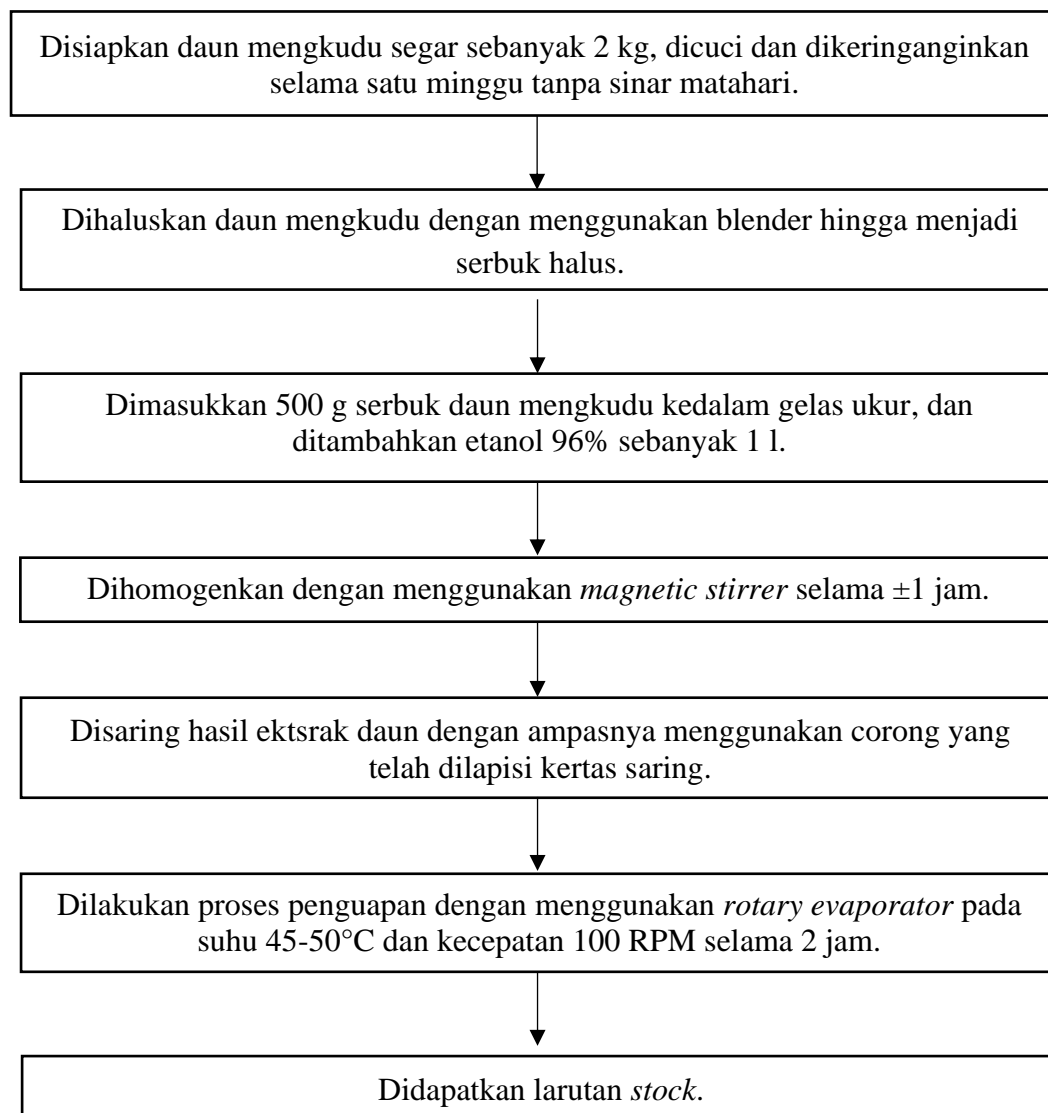 Disiapkan daun mengkudu segar sebanyak 2 kg, dicuci dan dikeringanginkan
selama satu minggu tanpa sinar matahari.
Dihaluskan daun mengkudu dengan menggunakan blender hingga menjadi
serbuk halus.
Dimasukkan 500 g serbuk daun mengkudu kedalam gelas ukur, dan
ditambahkan etanol 96% sebanyak 1 l.
Dihomogenkan dengan menggunakan magnetic stirrer selama ±1 jam.
Disaring hasil ektsrak daun dengan ampasnya menggunakan corong yang
telah dilapisi kertas saring.
Dilakukan proses penguapan dengan menggunakan rotary evaporator pada
suhu 45-50°C dan kecepatan 100 RPM selama 2 jam.
Didapatkan larutan stock.